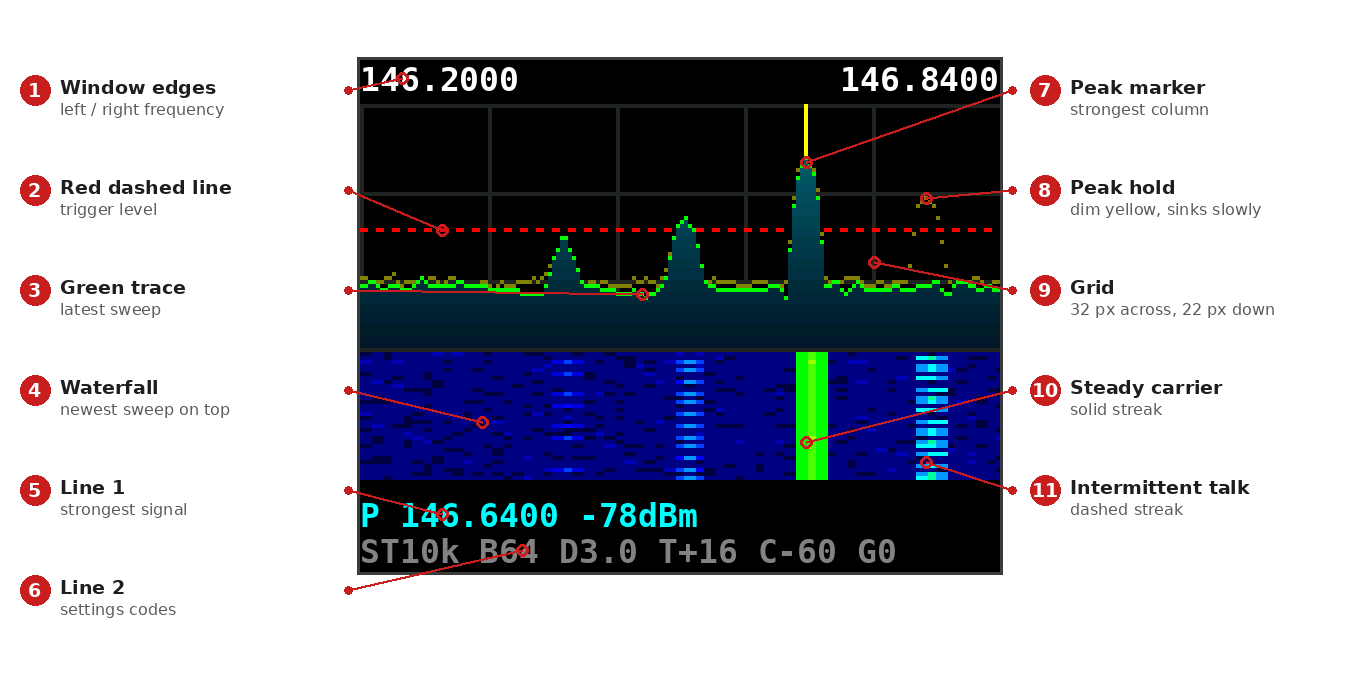 146.2000 146.8400
1 Window edges
left / right frequency
2 Red dashed line
trigger level
3 Green trace
latest sweep
4 Waterfall
newest sweep on top
5 Line 1
strongest signal
6 Line 2
settings codes
P 146.6400 -78dBm
ST10k B64 D3.0 T+16 C-60 G0
7 Peak marker
strongest column
8 Peak hold
dim yellow, sinks slowly
9 Grid
32 px across, 22 px down
10 Steady carrier
solid streak
11 Intermittent talk
dashed streak